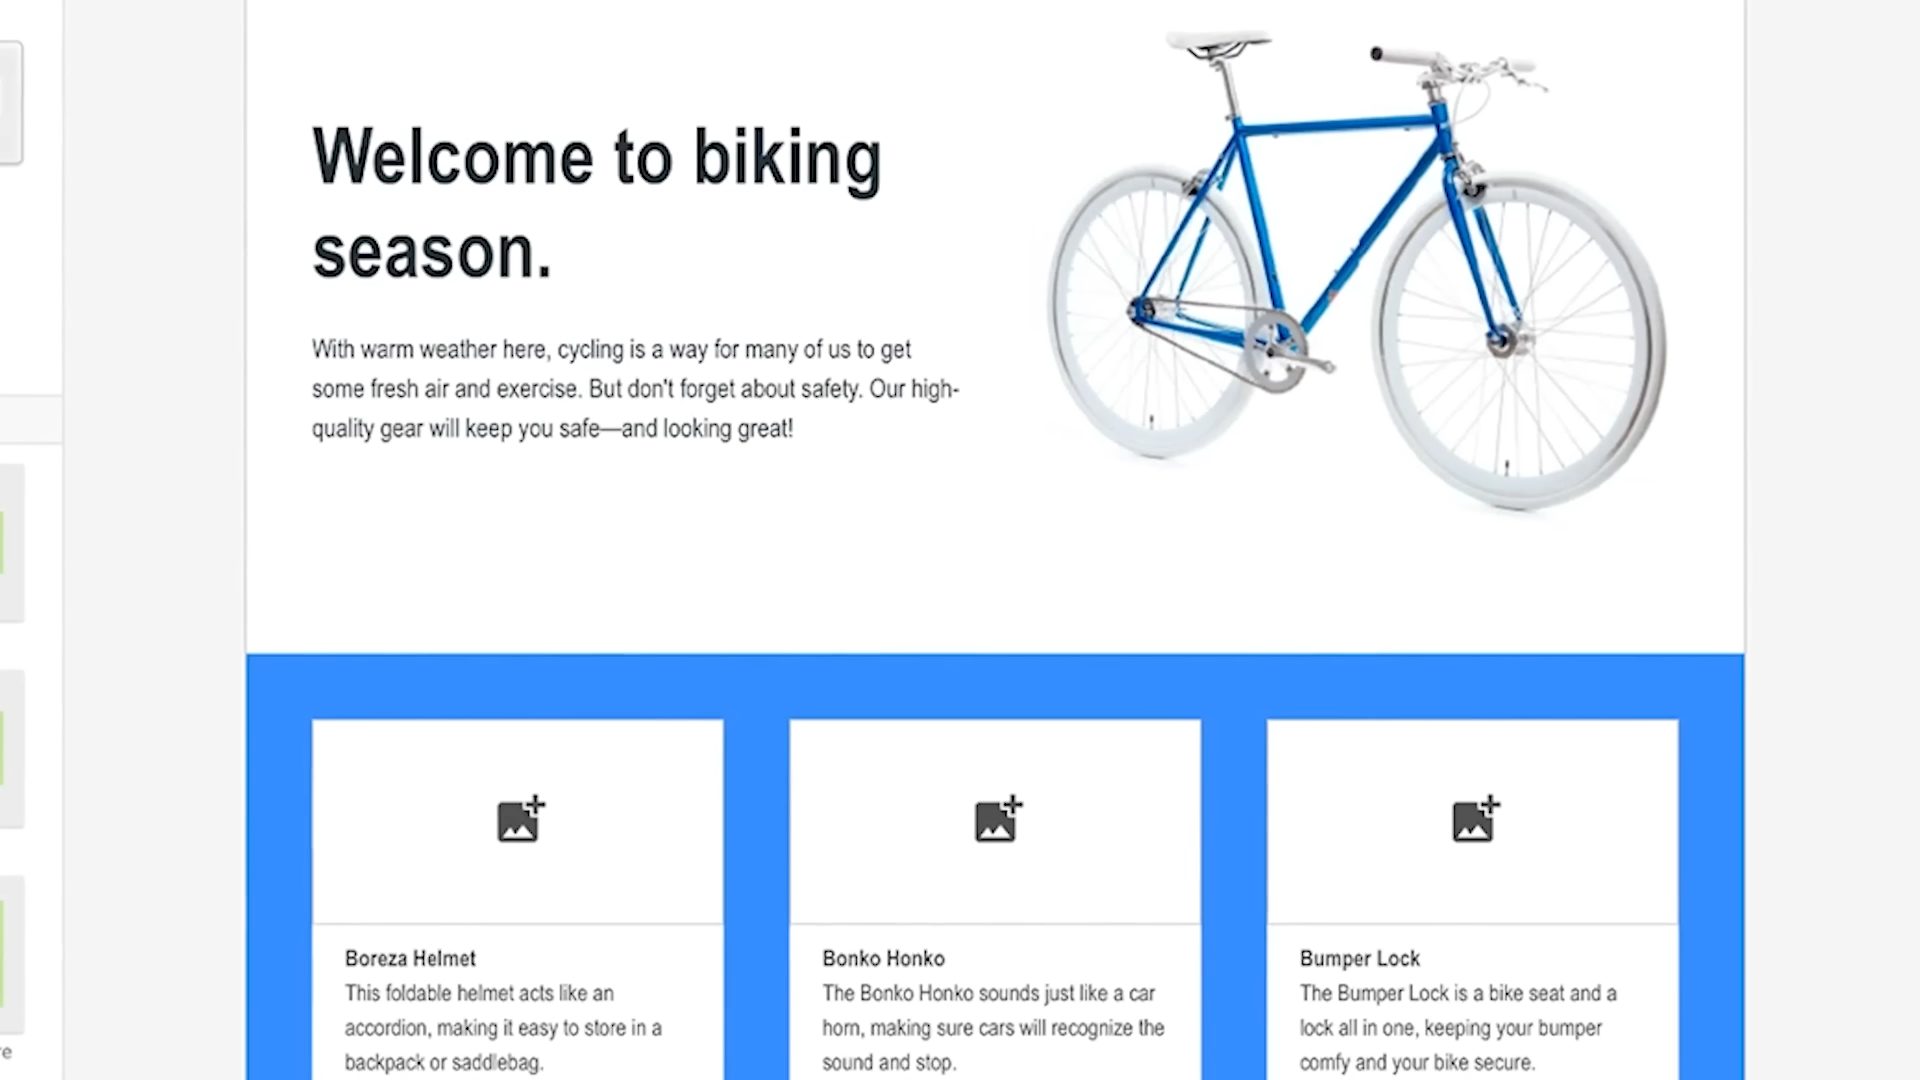 Welcome to biking
season.
With warm weather here, cycling is a way for many of us to get
some fresh air and exercise. But don't forget about safety. Our high-
quality gear will keep you safe—and looking great!
Boreza Helmet
This foldable helmet acts like an
accordion, making it easy to store in a
backpack or saddlebag.
Bonko Honko
The Bonko Honko sounds just like a car
horn, making sure cars will recognize the
sound and stop.
Bumper Lock
The Bumper Lock is a bike seat and a
lock all in one, keeping your bumper
comfy and your bike secure.